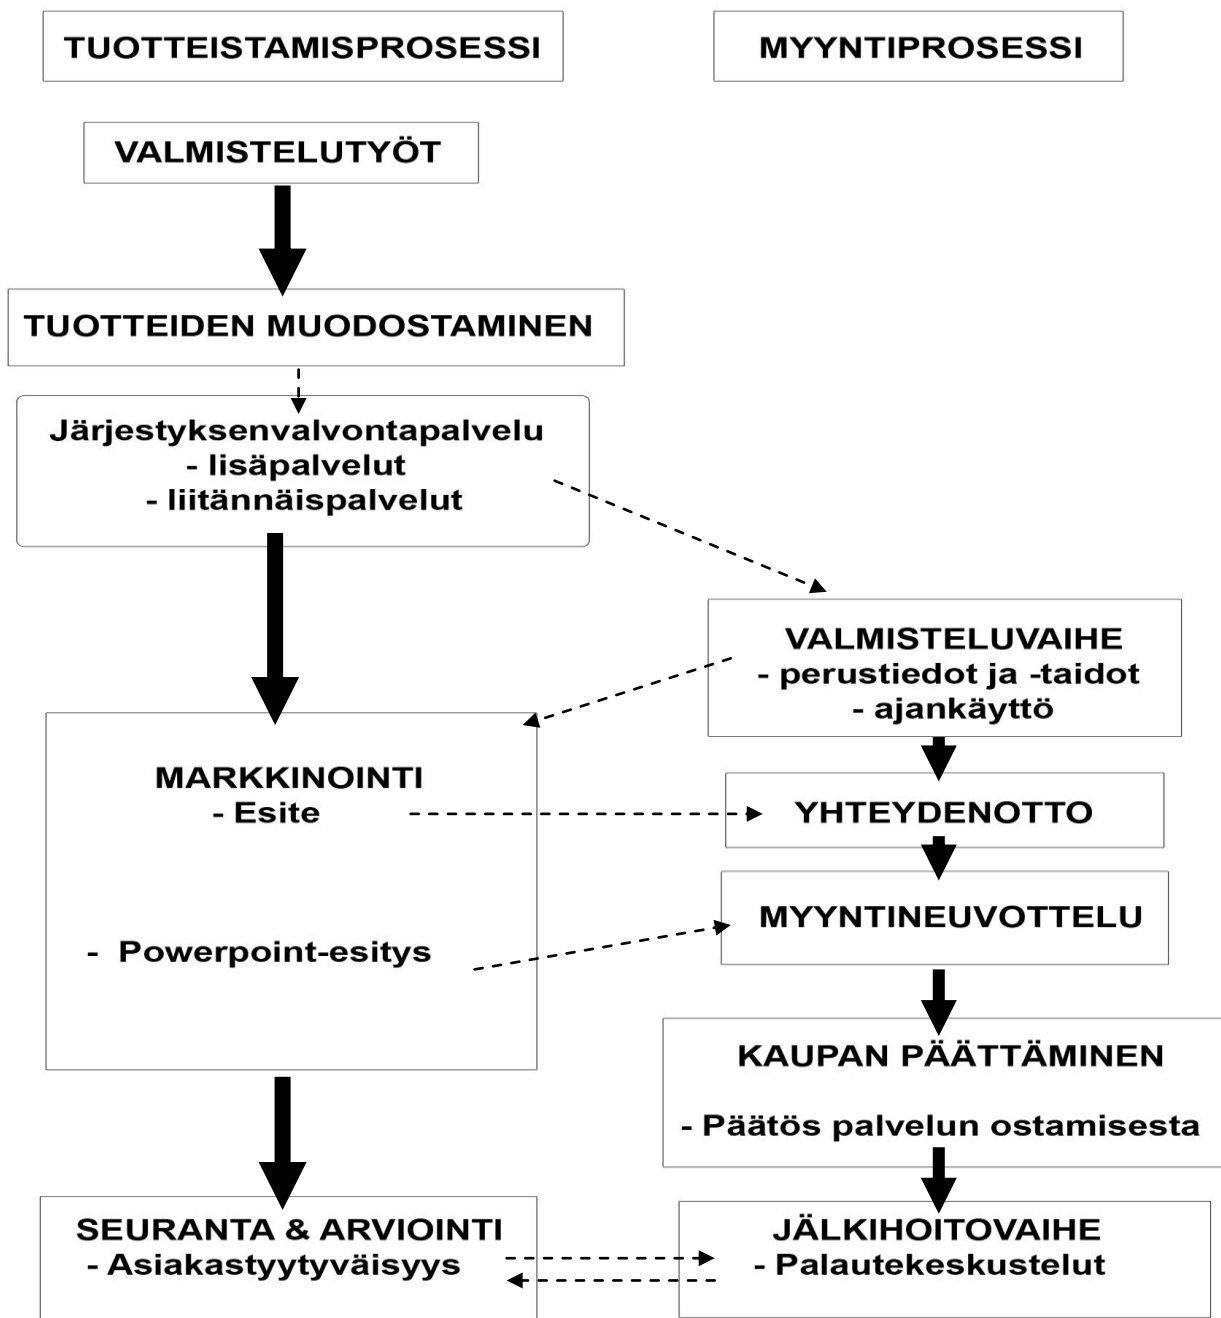 TUOTTEISTAMISPROSESSI
MYYNTIPROSESSI
VALMISTELUTYÖT
TUOTTEIDEN MUODOSTAMINEN
Järjestyksenvalvontapalvelu
- lisäpalvelut
- liitännäispalvelut
VALMISTELUVAIHE
- perustiedot ja -taidot
- ajankäyttö
MARKKINOINTI
- Esite
- Powerpoint-esitys
YHTEYDENOTTO
MYYNTINEUVOTTELU
KAUPAN PÄÄTTÄMINEN
- Päätös palvelun ostamisesta
SEURANTA & ARVIOINTI
- Asiakastyytyväisyys
JÄLKIHOITOVAIHE
- Palautekeskustelut